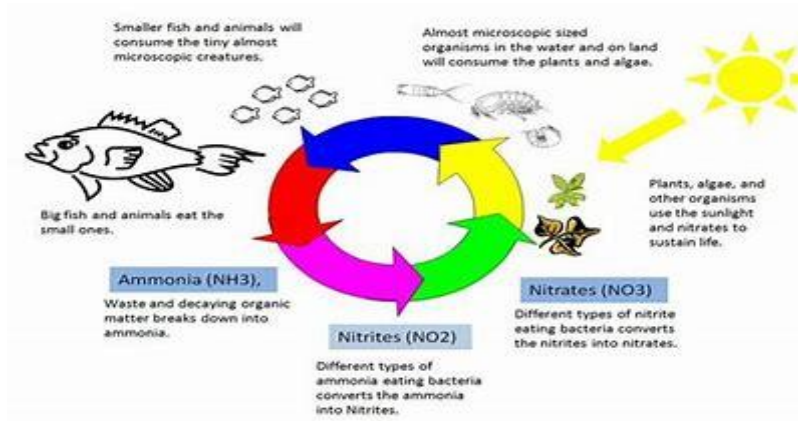 Smaller fish and animals will
consume the tiny almost
microscopic creatures.
Almost microscopic sized
organisms in the water and on land
will consume the plants and algae.
Plants, algae, and
other organisms
use the sunlight
and nitrates to
sustain life.
Big fish and animals eat the
small ones.
Ammonia (NH3),
Waste and decaying organic
matter breaks down into
ammonia.
Nitrites (NO2)
Different types of
ammonia eating bacteria
converts the ammonia
into Nitrites.
Nitrates (NO3)
Different types of nitrite
eating bacteria converts
the nitrites into nitrates.